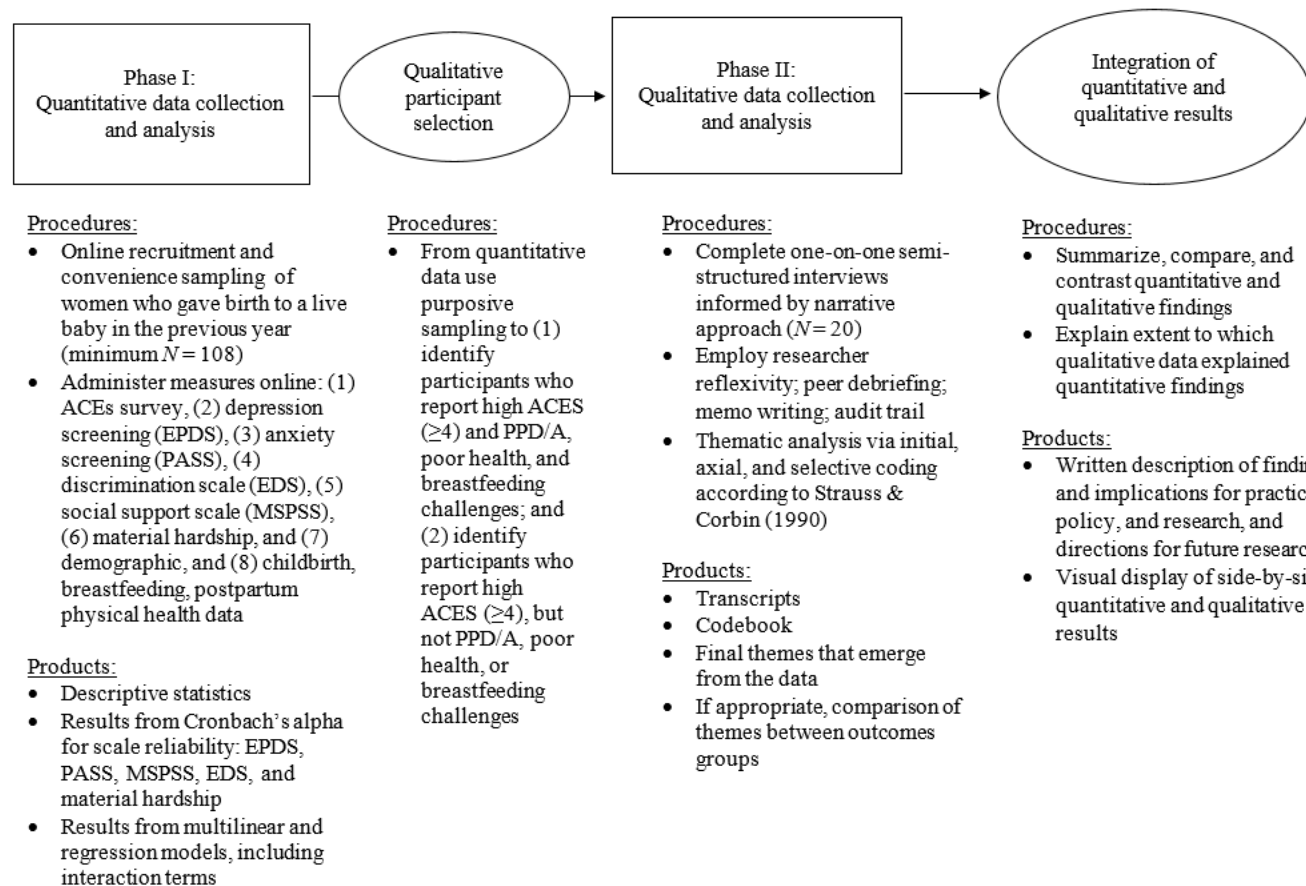 Phase I:
Quantitative data collection
and analysis
Qualitative
participant
selection
Phase II:
Qualitative data collection
and analysis
Integration of
quantitative and
qualitative results
Procedures:
• Online recruitment and
convenience sampling of
women who gave birth to a live
baby in the previous year
(minimum N = 108)
• Administer measures online: (1)
ACEs survey, (2) depression
screening (EPDS), (3) anxiety
screening (PASS), (4)
discrimination scale (EDS), (5)
social support scale (MSPSS),
(6) material hardship, and (7)
demographic, and (8) childbirth,
breastfeeding, postpartum
physical health data
Products:
• Descriptive statistics
• Results from Cronbach's alpha
for scale reliability: EPDS,
PASS, MSPSS, EDS, and
material hardship
• Results from multilinear and
regression models, including
interaction terms
Procedures:
• From quantitative
data use
purposive
sampling to (1)
identify
participants who
report high ACES
(≥4) and PPD/A,
poor health, and
breastfeeding
challenges; and
(2) identify
participants who
report high
ACES (≥4), but
not PPD/A, poor
health, or
breastfeeding
challenges
Procedures:
• Complete one-on-one semi-
structured interviews
informed by narrative
approach (N = 20)
• Employ researcher
reflexivity; peer debriefing;
memo writing; audit trail
• Thematic analysis via initial,
axial, and selective coding
according to Strauss &
Corbin (1990)
Products:
• Transcripts
• Codebook
• Final themes that emerge
from the data
• If appropriate, comparison of
themes between outcomes
groups
Procedures:
• Summarize, compare, and
contrast quantitative and
qualitative findings
• Explain extent to which
qualitative data explained
quantitative findings
Products:
• Written description of
and implications for
policy, and research, and
directions for future
• Visual display of
quantitative and qualitative
results